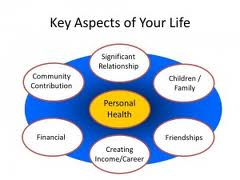 Key Aspects of Your Life
Significant
Relationship
Community
Contribution
Children /
Family
Personal
Health
Financial
Friendships
Creating
Income/Career